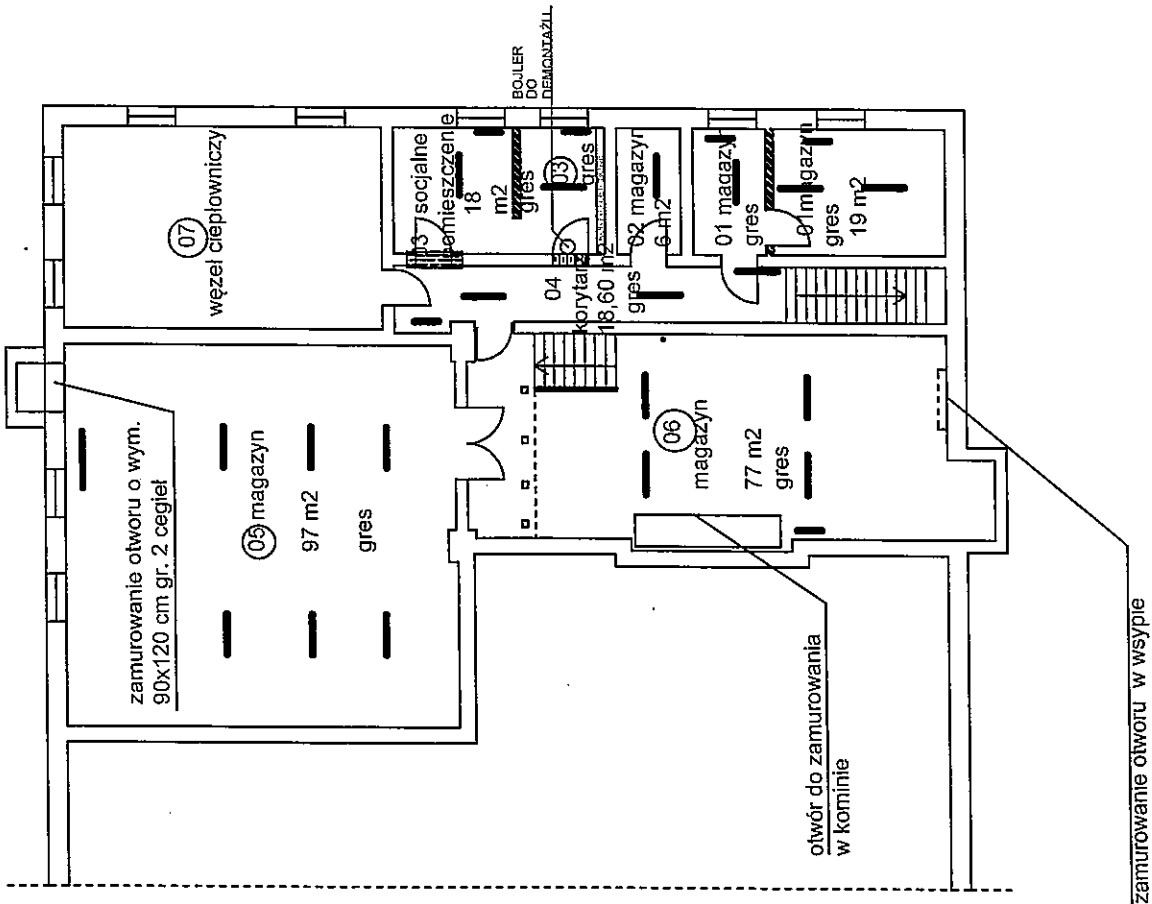 BOJLER
DO
DEMONTAŻU
07
węzeł ciepłowniczy
zamurowanie otworu o wym.
90x120 cm gr. 2 cegieł
05 magazyn
97 m2
gres
03 socjalne
pomieszczenie
18
m2
gres
03
gres
02 magazyn
6 m2
01 magazyn
gres
01 magazyn
gres
19 m2
04
korytarz
18,60 m2
gres
06
magazyn
77 m2
gres
otwór do zamurowania
w kominie
zamurowanie otworu w wsypie